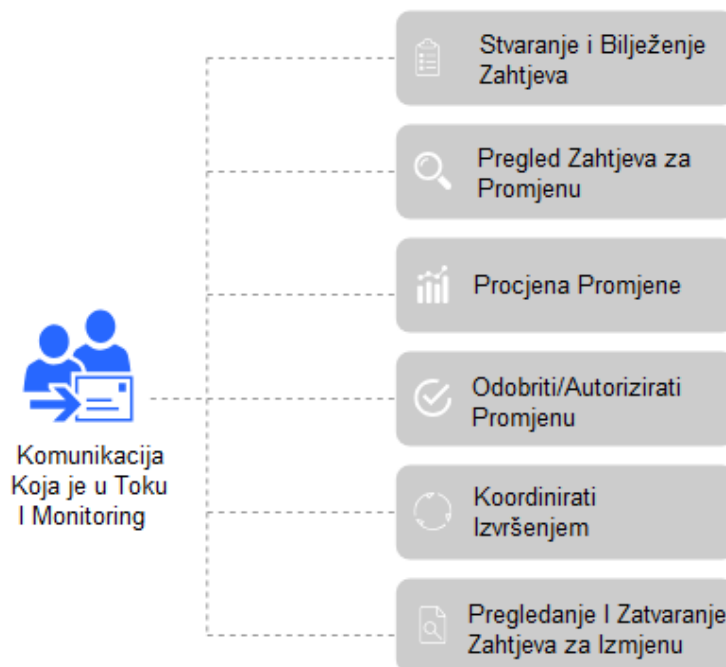 Stvaranje i Bilježenje
Zahtjeva
Pregled Zahtjeva za
Promjenu
Procjena Promjene
Odobriti/Autorizirati
Promjenu
Koordinirati
Izvršenjem
Pregledanje I Zatvaranje
Zahtjeva za Izmjenu
Komunikacija
Koja je u Toku
I Monitoring